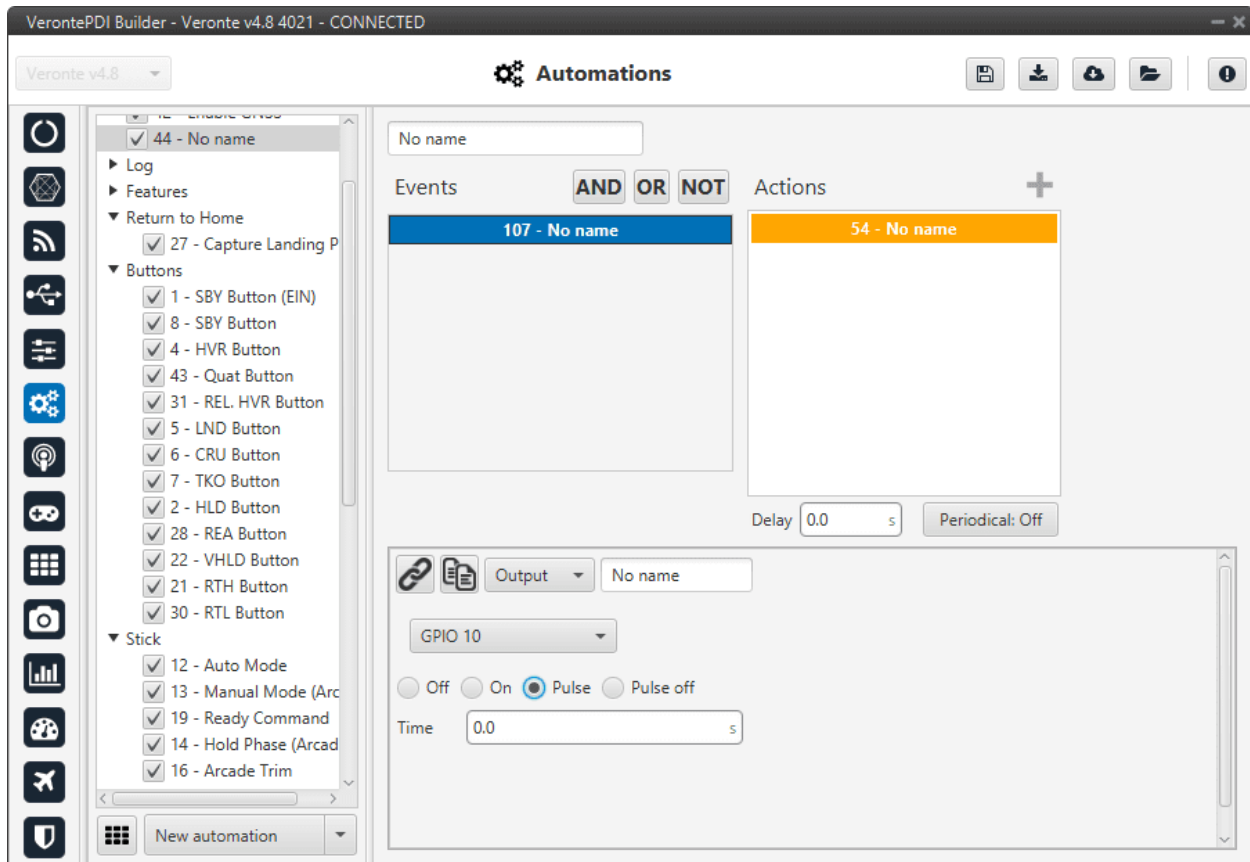 VerontePDI Builder - Veronte v4.8 4021 - CONNECTED
Veronte v4.8
Automations
44 - No name
Log
Features
Return to Home
27 - Capture Landing P
Buttons
1 - SBY Button (EIN)
8 - SBY Button
4 - HVR Button
43 - Quat Button
31 - REL. HVR Button
5 - LND Button
6 - CRU Button
7 - TKO Button
2 - HLD Button
28 - REA Button
22 - VHLD Button
21 - RTH Button
30 - RTL Button
Stick
12 - Auto Mode
13 - Manual Mode (Arc
19 - Ready Command
14 - Hold Phase (Arcad
16 - Arcade Trim
New automation
No name
Events AND OR NOT Actions
107 - No name
54 - No name
Delay 0.0 s Periodical: Off
Output No name
GPIO 10
Off On Pulse Pulse off
Time 0.0 s